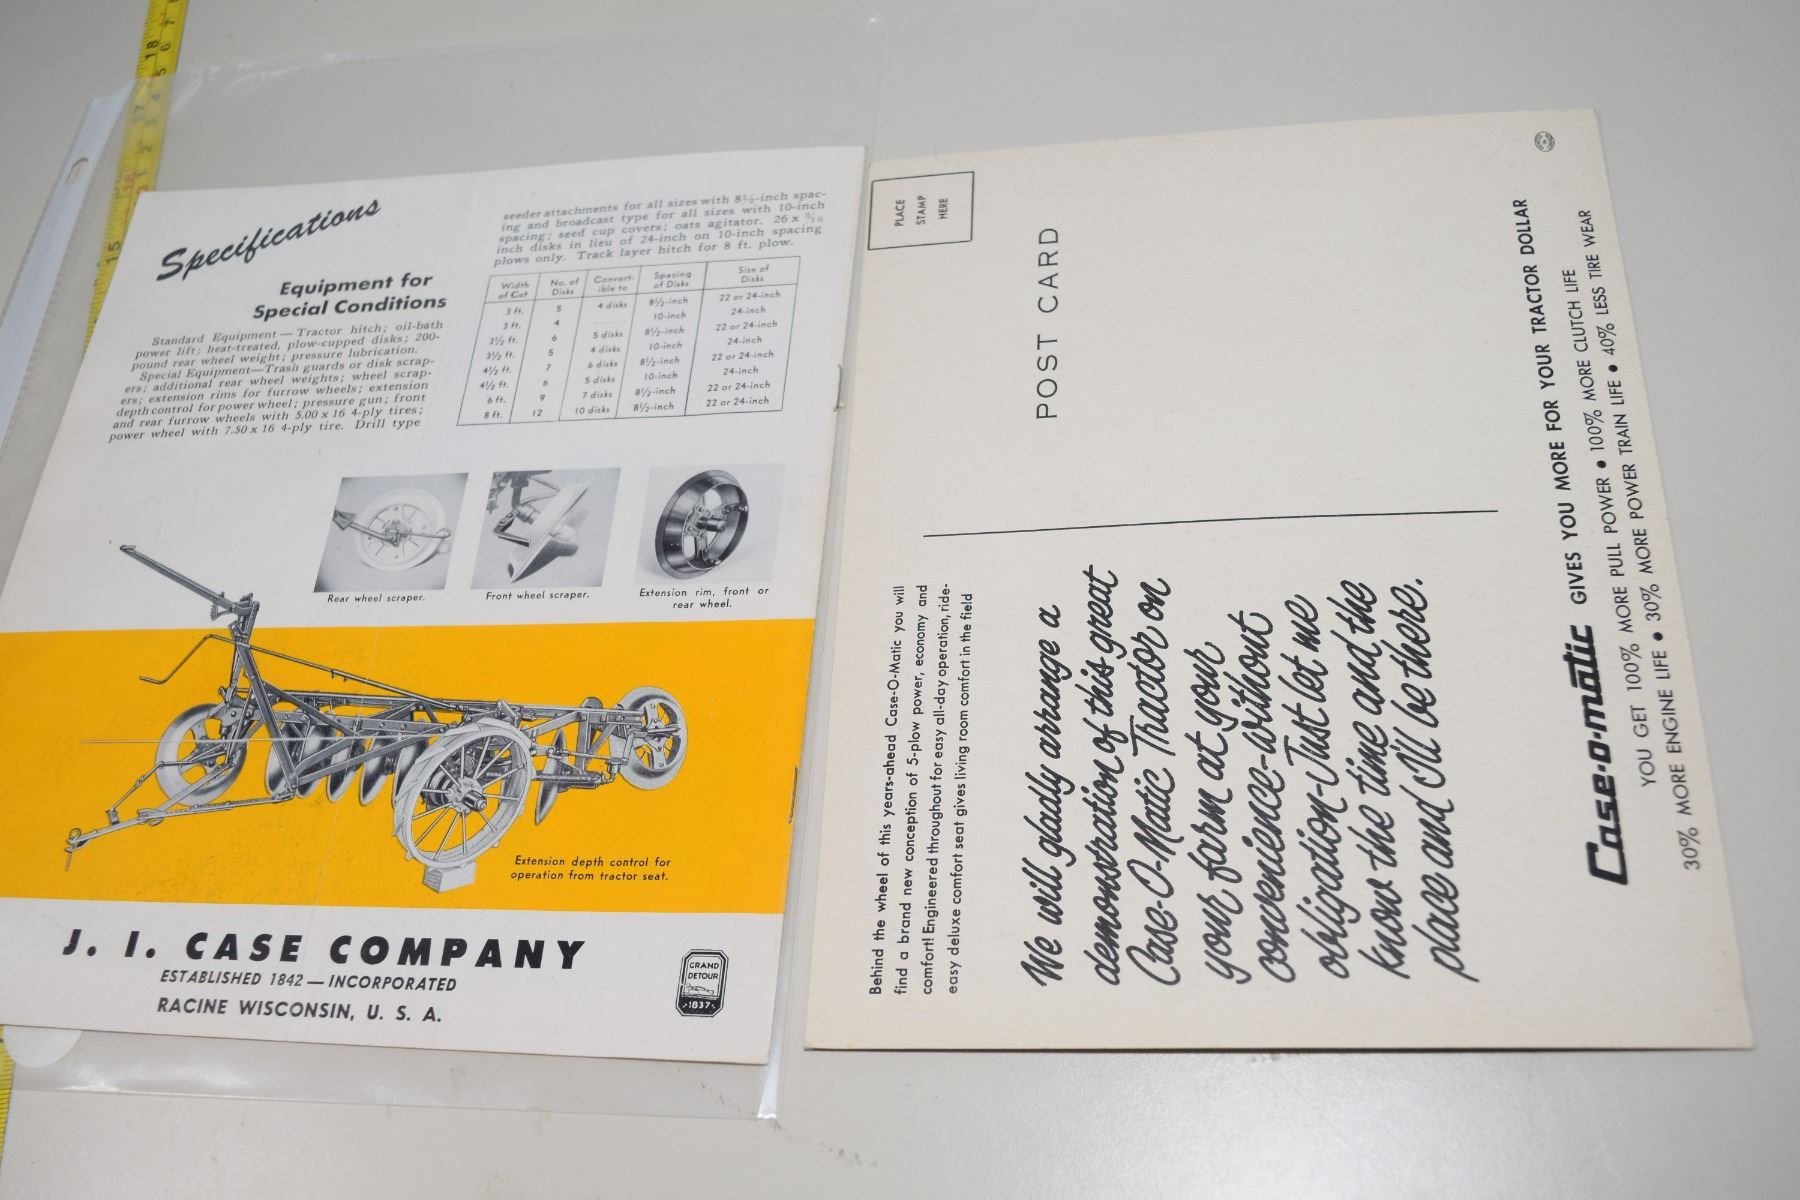 Specifications
Equipment for
Special Conditions
Standard Equipment — Tractor hitch; oil-bath
power lift; heat-treated, plow-cupped disks; 200-
pound rear wheel weight; pressure lubrication.
Special Equipment—Trash guards or disk scrap-
ers; additional rear wheel weights; wheel scrap-
ers; extension rims for furrow wheels; extension
depth control for power wheel; pressure gun; front
and rear furrow wheels with 5.00 x 16 4-ply tires;
power wheel with 7.50 x 16 4-ply tire. Drill type
seeder attachments for all sizes with 8½-inch spac-
ing and broadcast type for all sizes with 10-inch
spacing; seed cup covers; oats agitator. 26 x 3/16
inch disks in lieu of 24-inch on 10-inch spacing
plows only. Track layer hitch for 8 ft. plow.
Width of Cut No. of Disks Convert-ible to Spacing of Disks Size of Disks
3 ft. 5 4 disks 8½-inch 22 or 24-inch
3 ft. 4 ........ 10-inch 24-inch
3½ ft. 6 5 disks 8½-inch 22 or 24-inch
3½ ft. 5 4 disks 10-inch 24-inch
4½ ft. 7 6 disks 8½-inch 22 or 24-inch
4½ ft. 6 5 disks 10-inch 24-inch
6 ft. 9 7 disks 8½-inch 22 or 24-inch
8 ft. 12 10 disks 8½-inch 22 or 24-inch
Rear wheel scraper.
Front wheel scraper.
Extension rim, front or
rear wheel.
Extension depth control for
operation from tractor seat.
J. I. CASE COMPANY
ESTABLISHED 1842 — INCORPORATED
RACINE WISCONSIN, U. S. A.
GRAND
DETOUR
1837
PLACE
STAMP
HERE
POST CARD
Behind the wheel of this years-ahead Case-O-Matic you will
find a brand new conception of 5-plow power, economy and
comfort! Engineered throughout for easy all-day operation, ride-
easy deluxe comfort seat gives living room comfort in the field
We will gladly arrange a
demonstration of this great
Case-O-Matic Tractor on
your farm at your
convenience-without
obligation-Just let me
know the time and the
place and I'll be there.
Case-o-matic GIVES YOU MORE FOR YOUR TRACTOR DOLLAR
YOU GET 100% MORE PULL POWER • 100% MORE CLUTCH LIFE
30% MORE ENGINE LIFE • 30% MORE POWER TRAIN LIFE • 40% LESS TIRE WEAR
15
16
17
18